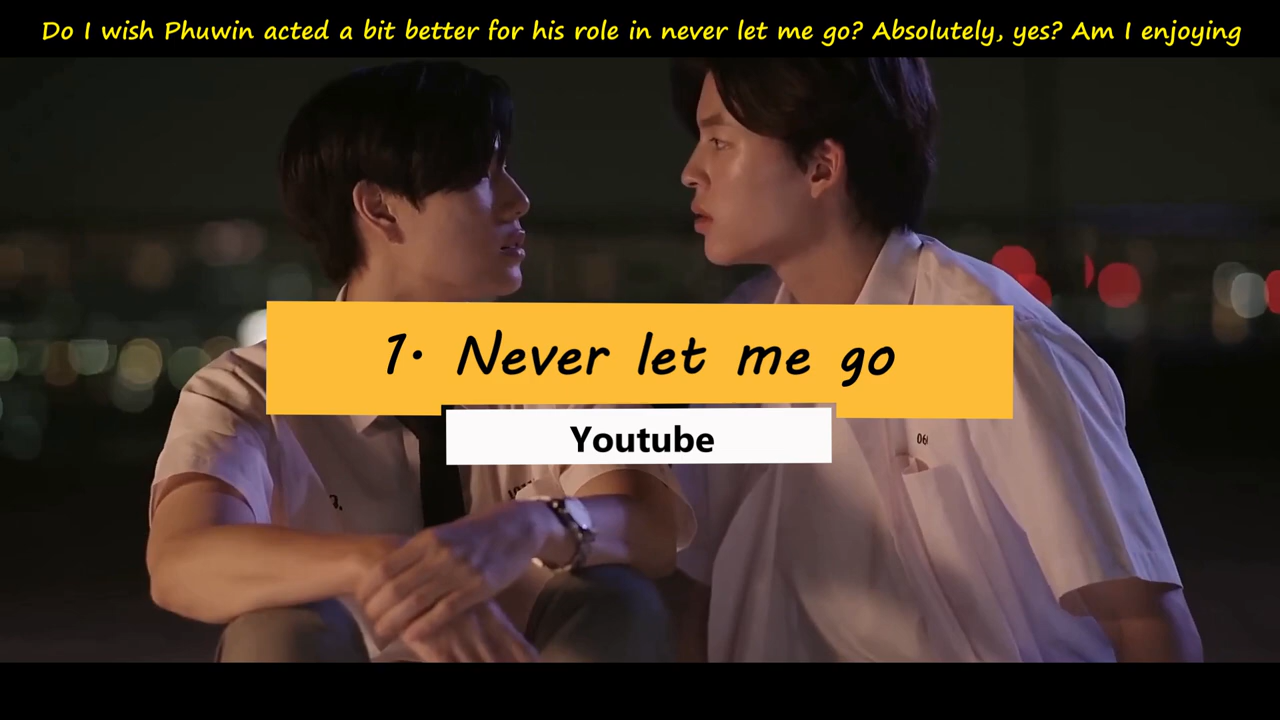 Do I wish Phuwin acted a bit better for his role in never let me go? Absolutely, yes? Am I enjoying
1. Never let me go
Youtube